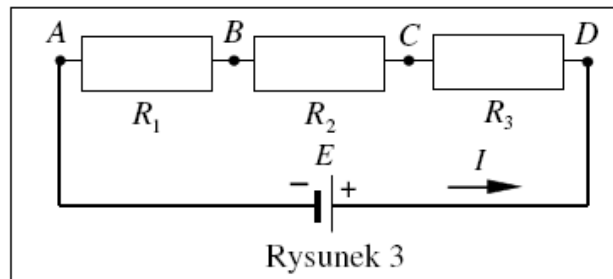 A B C D
R₁ R₂ R₃
E I
− +
Rysunek 3